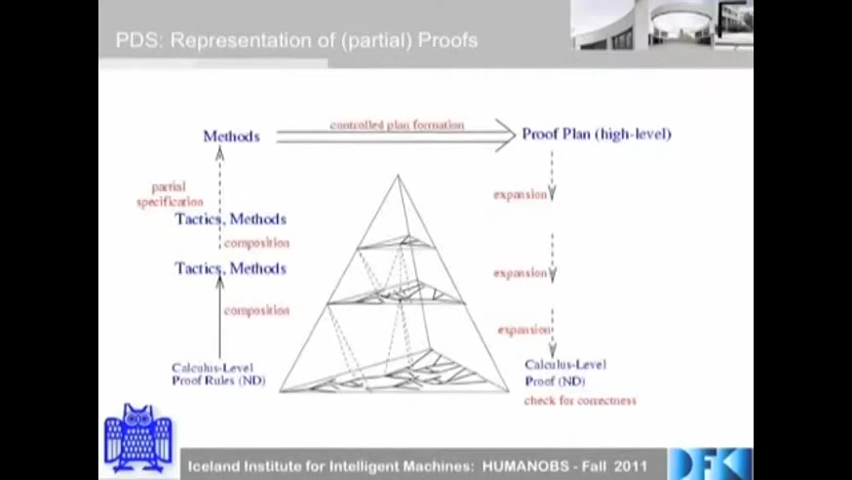 PDS: Representation of (partial) Proofs
controlled plan formation
Methods
Proof Plan (high-level)
partial
specification
expansion
Tactics, Methods
composition
Tactics, Methods
expansion
composition
expansion
Calculus-Level
Proof Rules (ND)
Calculus-Level
Proof (ND)
check for correctness
Iceland Institute for Intelligent Machines: HUMANOBS - Fall 2011
DFK